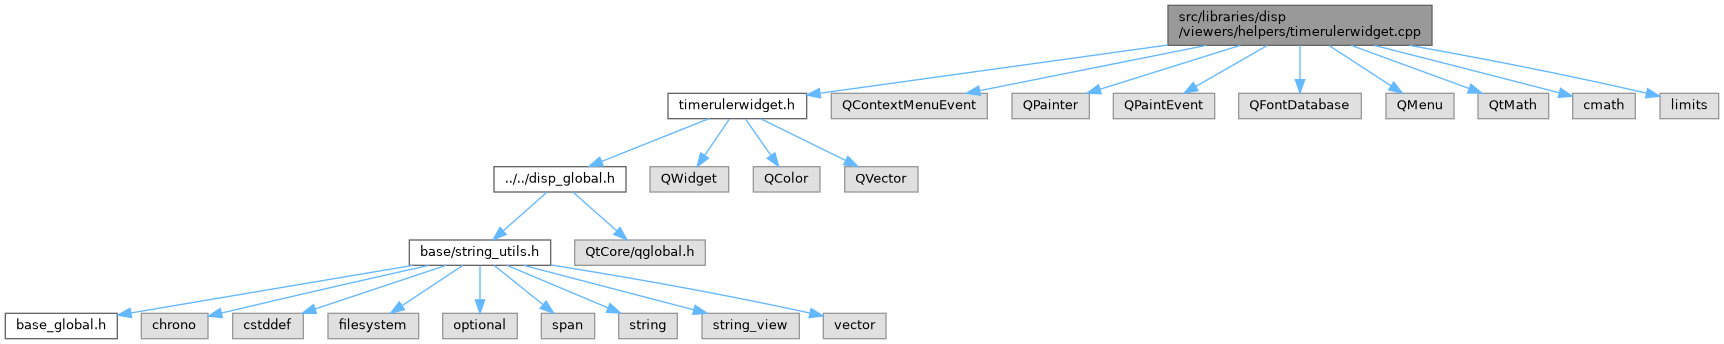 src/libraries/disp
/viewers/helpers/timerulerwidget.cpp
timerulerwidget.h
QContextMenuEvent
QPainter
QPaintEvent
QFontDatabase
QMenu
QtMath
cmath
limits
../../disp_global.h
QWidget
QColor
QVector
base/string_utils.h
QtCore/qglobal.h
base_global.h
chrono
cstddef
filesystem
optional
span
string
string_view
vector